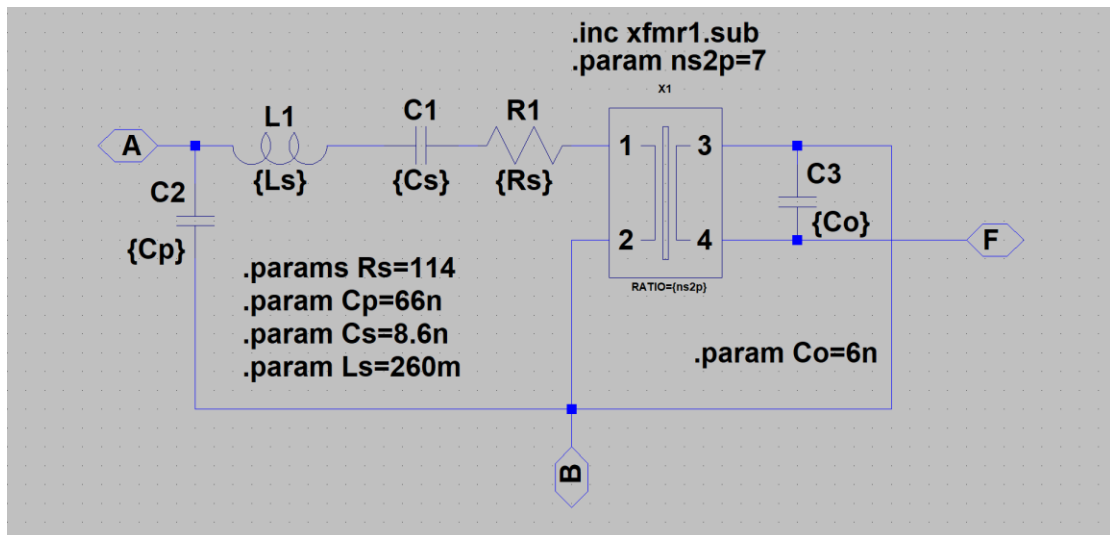 .inc xfmr1.sub
.param ns2p=7
X1
L1
C1
R1
A
1
3
C2
{Ls}
{Cs}
{Rs}
C3
{Cp}
2
4
{Co}
F
.params Rs=114
RATIO={ns2p}
.param Cp=66n
.param Cs=8.6n
.param Co=6n
.param Ls=260m
B